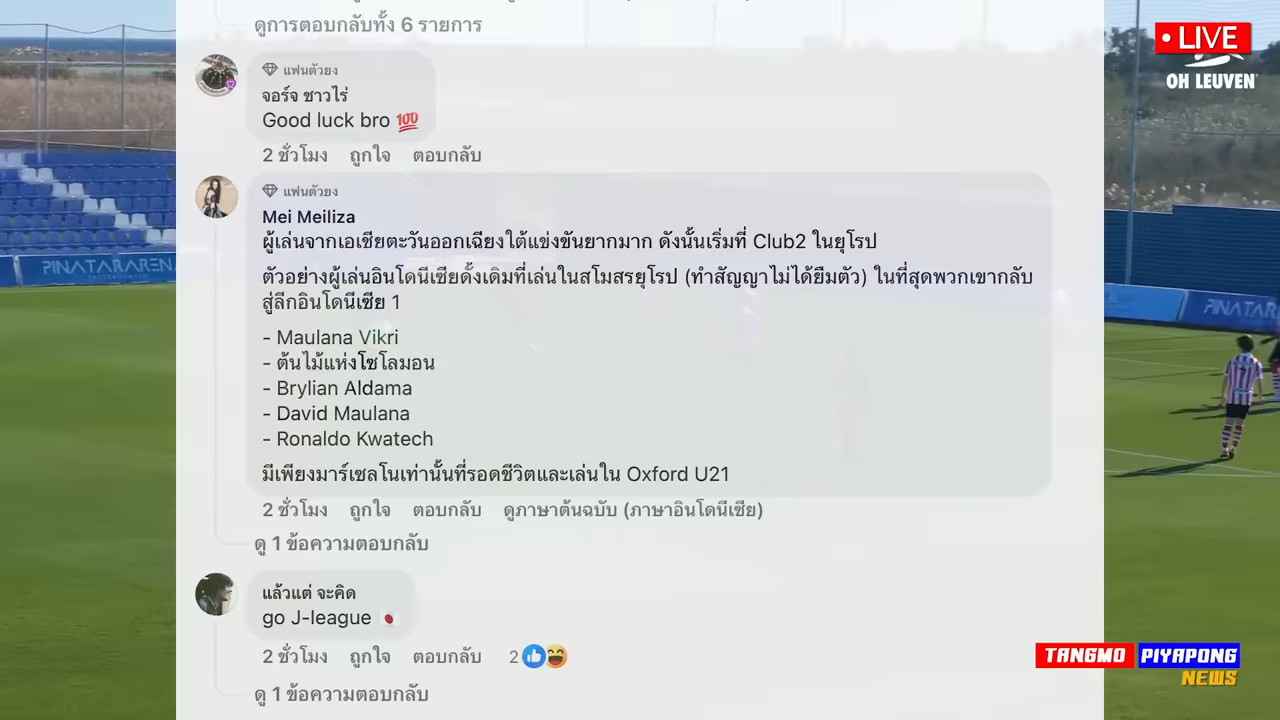 ดูการตอบกลับทั้ง 6 รายการ
• LIVE
OH LEUVEN
แฟนตัวยง
จอร์จ ชาวไร่
Good luck bro 💯
2 ชั่วโมง ถูกใจ ตอบกลับ
แฟนตัวยง
Mei Meiliza
ผู้เล่นจากเอเชียตะวันออกเฉียงใต้แข่งขันยากมาก ดังนั้นเริ่มที่ Club2 ในยุโรป
ตัวอย่างผู้เล่นอินโดนีเซียดั้งเดิมที่เล่นในสโมสรยุโรป (ทำสัญญาไม่ได้ยืมตัว) ในที่สุดพวกเขากลับ
สู่ลีกอินโดนีเซีย 1
- Maulana Vikri
- ต้นไม้แห่งโซโลมอน
- Brylian Aldama
- David Maulana
- Ronaldo Kwatech
มีเพียงมาร์เซลโนเท่านั้นที่รอดชีวิตและเล่นใน Oxford U21
2 ชั่วโมง ถูกใจ ตอบกลับ ดูภาษาต้นฉบับ (ภาษาอินโดนีเซีย)
ดู 1 ข้อความตอบกลับ
แล้วแต่ จะคิด
go J-league 🇯🇵
2 ชั่วโมง ถูกใจ ตอบกลับ 2
ดู 1 ข้อความตอบกลับ
PINATARARENA
PINATAR
7
TANGMO PIYAPONG
NEWS